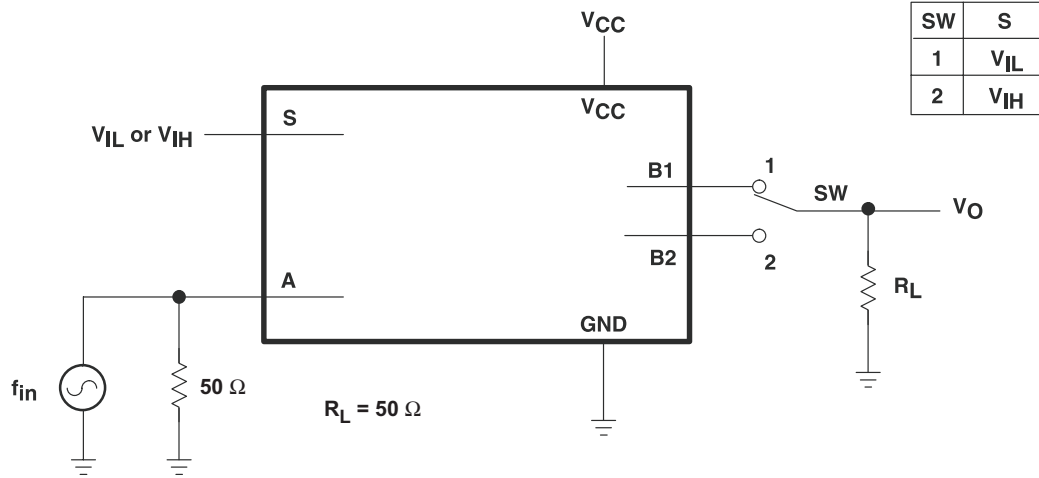 VCC
SW S
1 VIL
2 VIH
VCC
S
VIL or VIH
B1
1
SW
VO
B2
2
A
RL
GND
fin
50 Ω
RL = 50 Ω